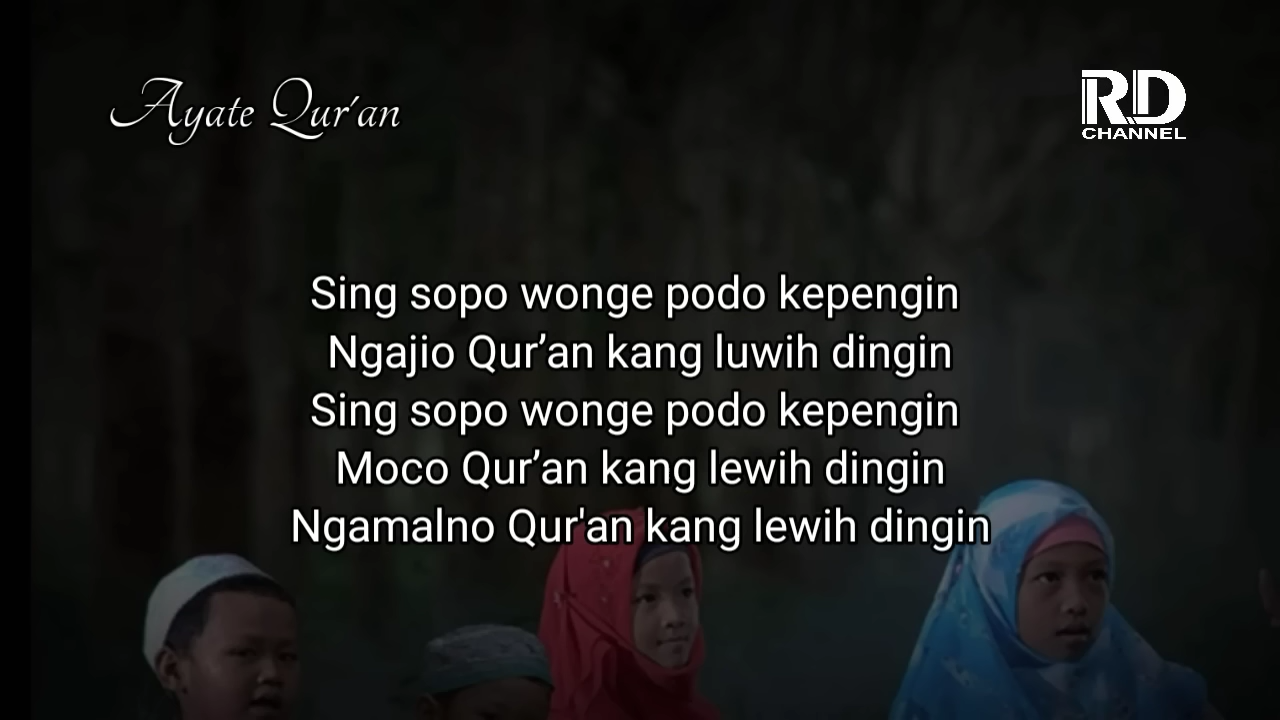 Ayate Qur'an
RD
CHANNEL
Sing sopo wonge podo kepengin
Ngajio Qur’an kang luwih dingin
Sing sopo wonge podo kepengin
Moco Qur’an kang lewih dingin
Ngamalno Qur'an kang lewih dingin